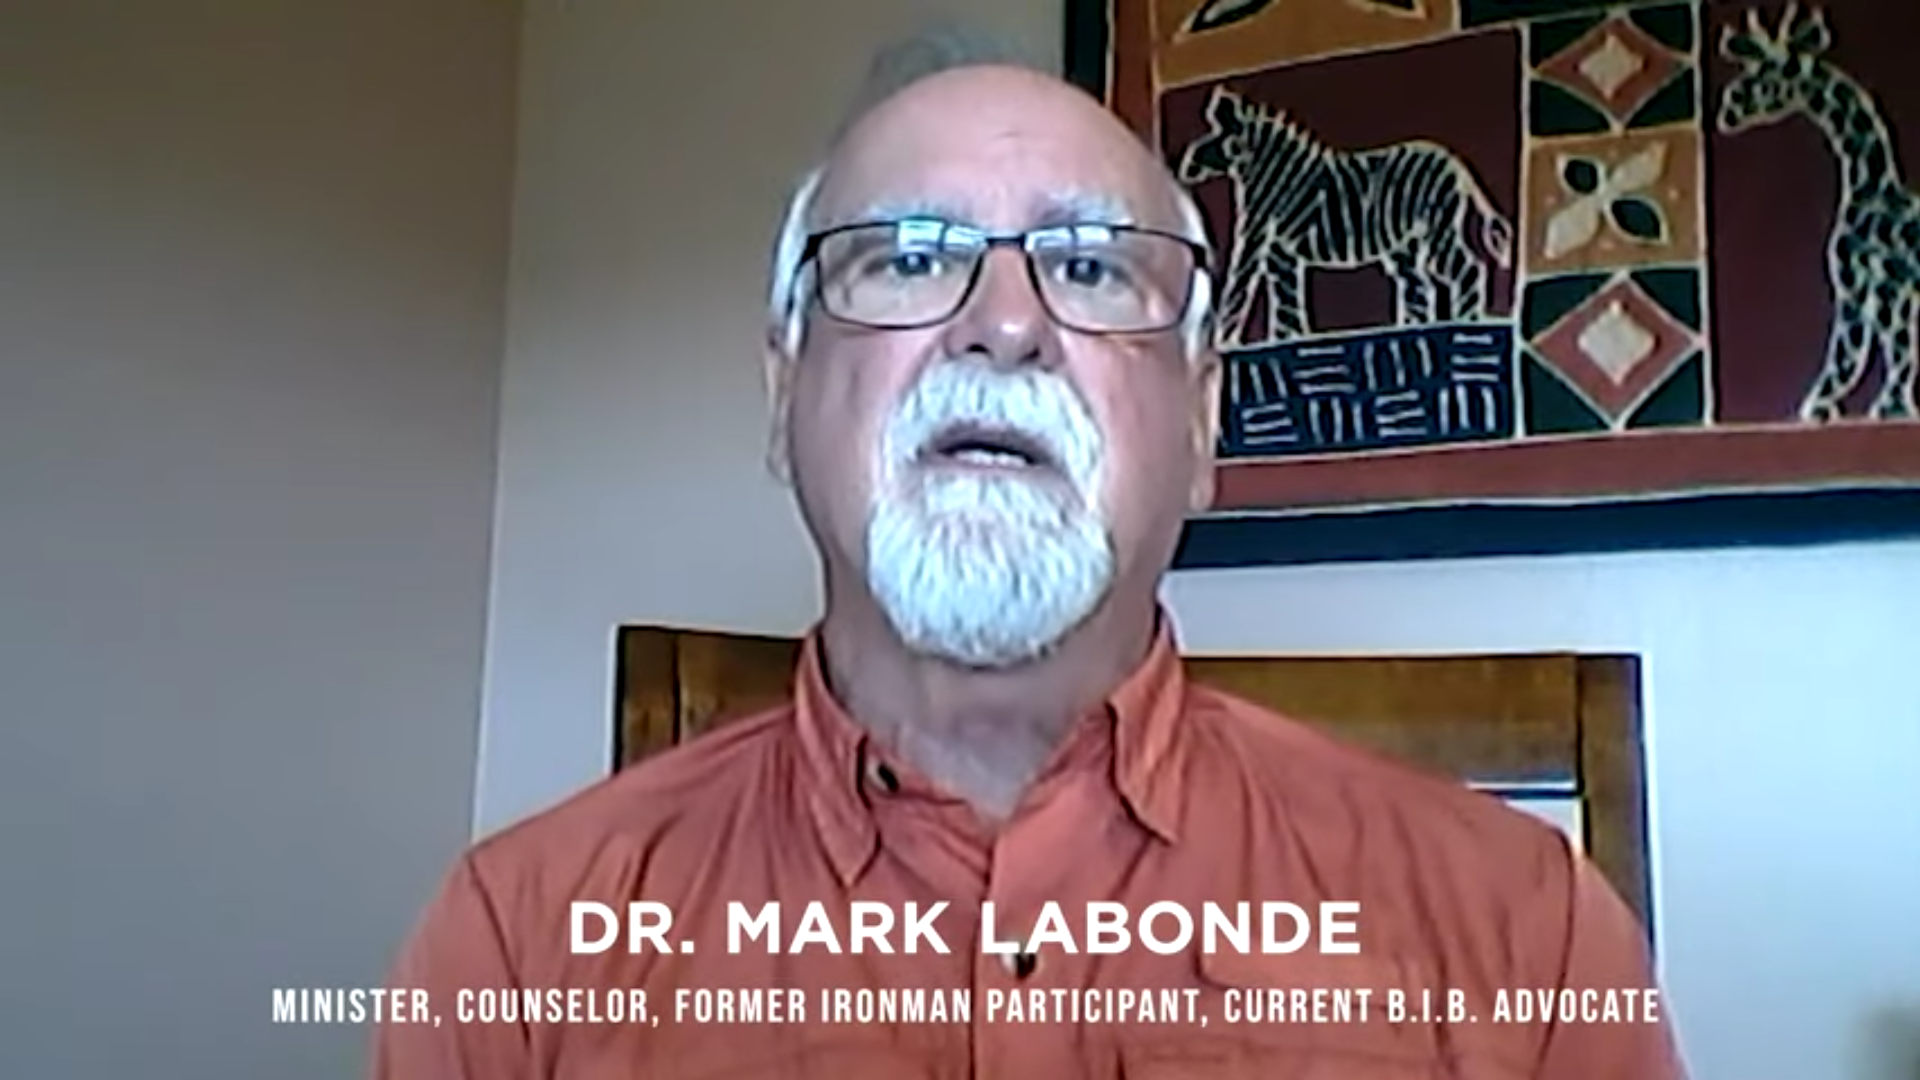 DR. MARK LABONDE
MINISTER, COUNSELOR, FORMER IRONMAN PARTICIPANT, CURRENT B.I.B. ADVOCATE